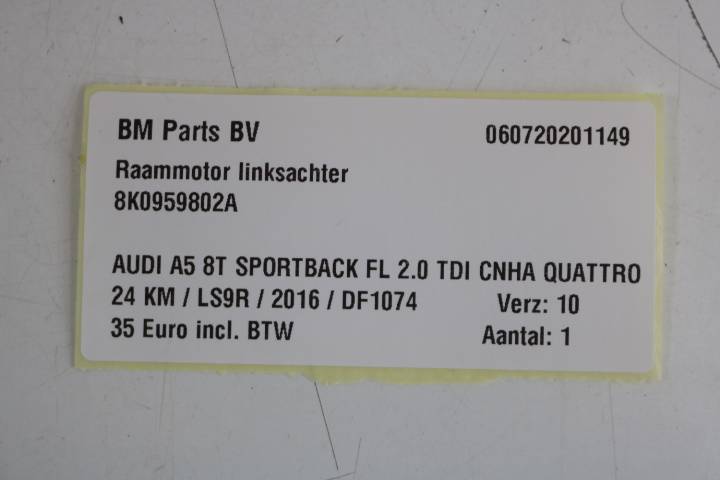 BM Parts BV 060720201149
Raammotor linksachter
8K0959802A
AUDI A5 8T SPORTBACK FL 2.0 TDI CNHA QUATTRO
24 KM / LS9R / 2016 / DF1074 Verz: 10
35 Euro incl. BTW Aantal: 1